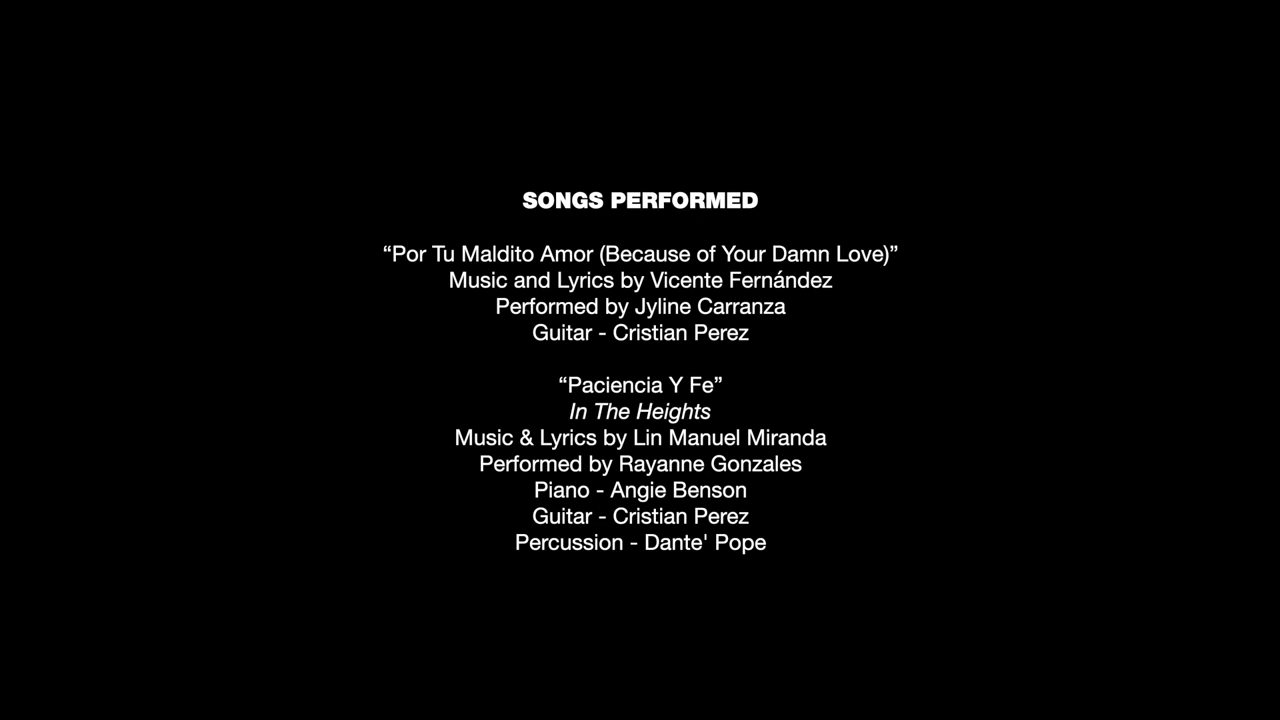 SONGS PERFORMED
“Por Tu Maldito Amor (Because of Your Damn Love)”
Music and Lyrics by Vicente Fernández
Performed by Jyline Carranza
Guitar - Cristian Perez
“Paciencia Y Fe”
In The Heights
Music & Lyrics by Lin Manuel Miranda
Performed by Rayanne Gonzales
Piano - Angie Benson
Guitar - Cristian Perez
Percussion - Dante' Pope